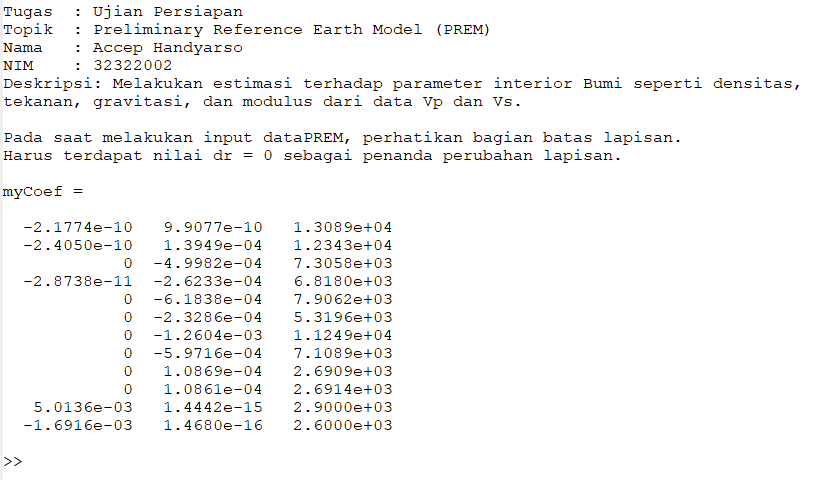 Tugas  : Ujian Persiapan
Topik  : Preliminary Reference Earth Model (PREM)
Nama   : Accep Handyarso
NIM    : 32322002
Deskripsi: Melakukan estimasi terhadap parameter interior Bumi seperti densitas,
tekanan, gravitasi, dan modulus dari data Vp dan Vs.
Pada saat melakukan input dataPREM, perhatikan bagian batas lapisan.
Harus terdapat nilai dr = 0 sebagai penanda perubahan lapisan.
myCoef =
-2.1774e-10   9.9077e-10   1.3089e+04
-2.4050e-10   1.3949e-04   1.2343e+04
0  -4.9982e-04   7.3058e+03
-2.8738e-11  -2.6233e-04   6.8180e+03
0  -6.1838e-04   7.9062e+03
0  -2.3286e-04   5.3196e+03
0  -1.2604e-03   1.1249e+04
0  -5.9716e-04   7.1089e+03
0   1.0869e-04   2.6909e+03
0   1.0861e-04   2.6914e+03
5.0136e-03   1.4442e-15   2.9000e+03
-1.6916e-03   1.4680e-16   2.6000e+03
>>